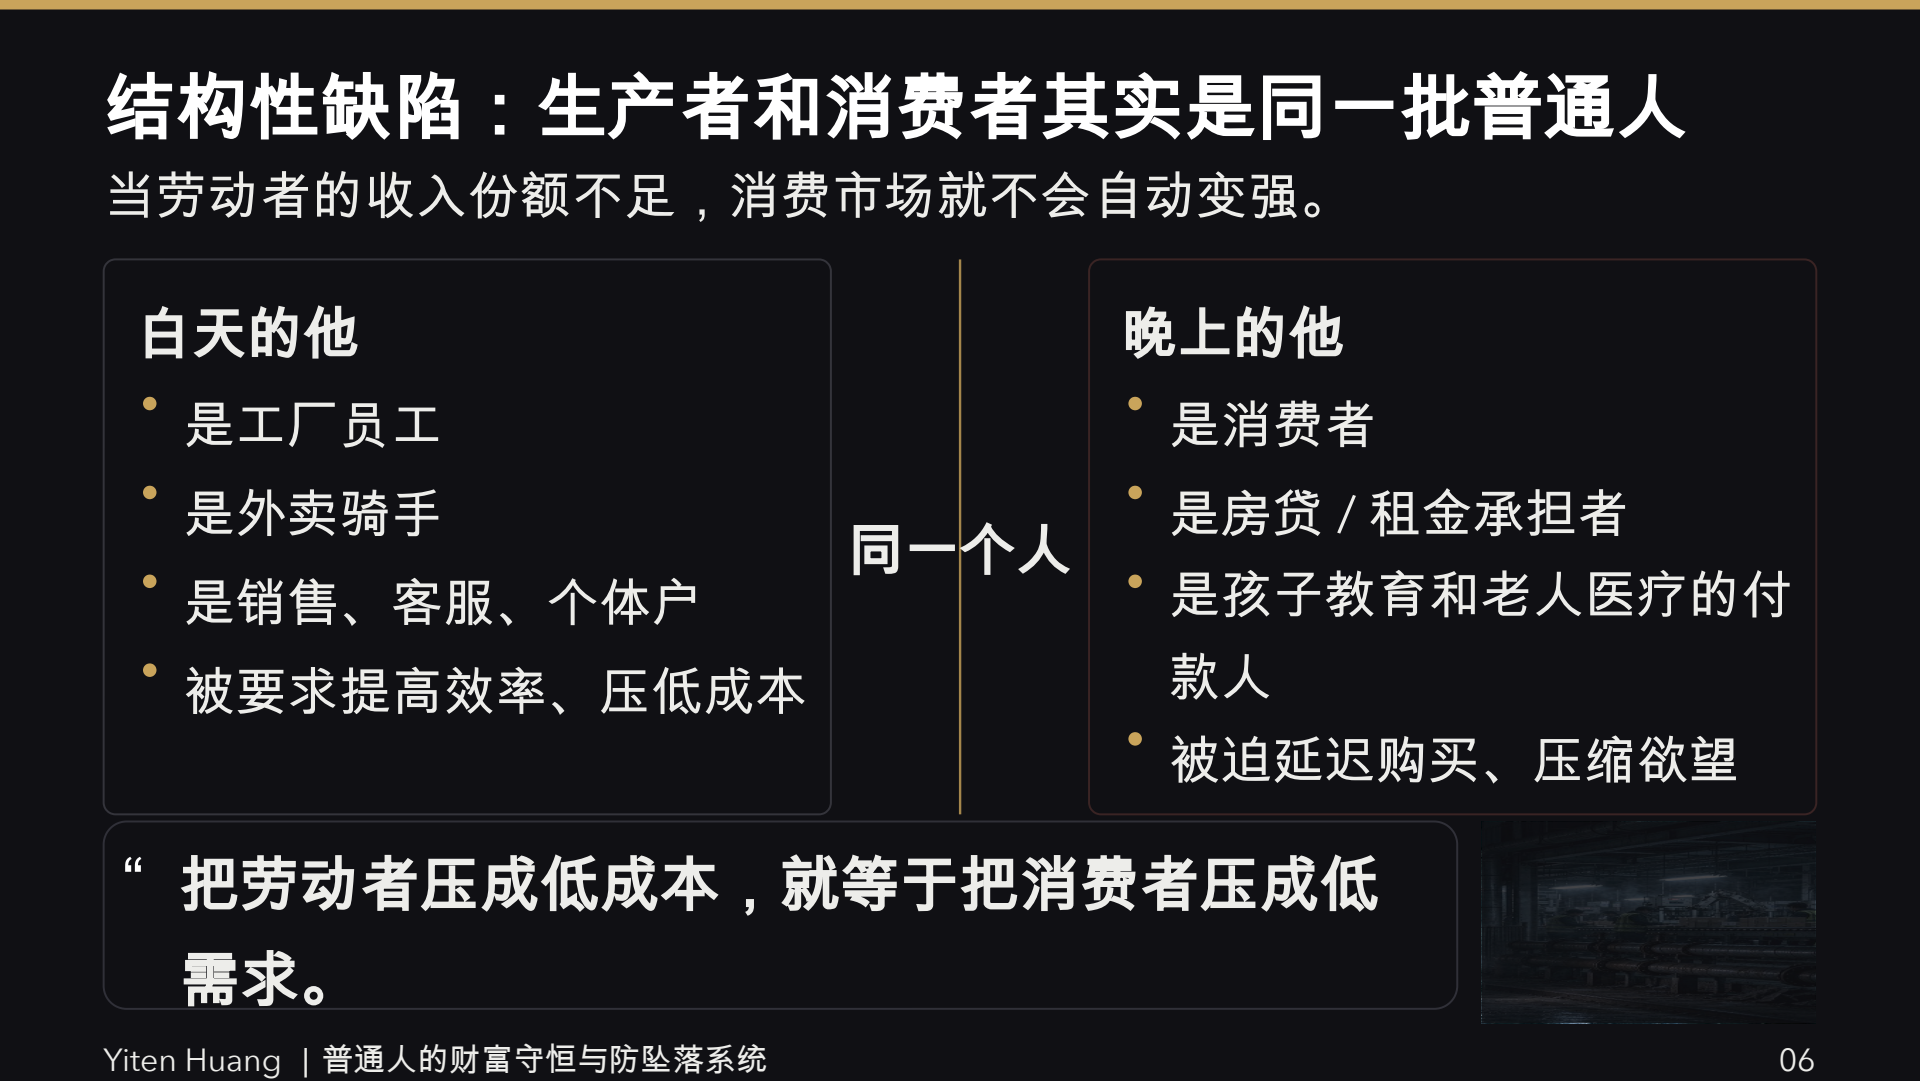 结构性缺陷：生产者和消费者其实是同一批普通人
当劳动者的收入份额不足，消费市场就不会自动变强。
白天的他
• 是工厂员工
• 是外卖骑手
• 是销售、客服、个体户
• 被要求提高效率、压低成本
同一个人
晚上的他
• 是消费者
• 是房贷 / 租金承担者
• 是孩子教育和老人医疗的付
款人
• 被迫延迟购买、压缩欲望
“ 把劳动者压成低成本，就等于把消费者压成低
需求。
Yiten Huang ｜普通人的财富守恒与防坠落系统
06